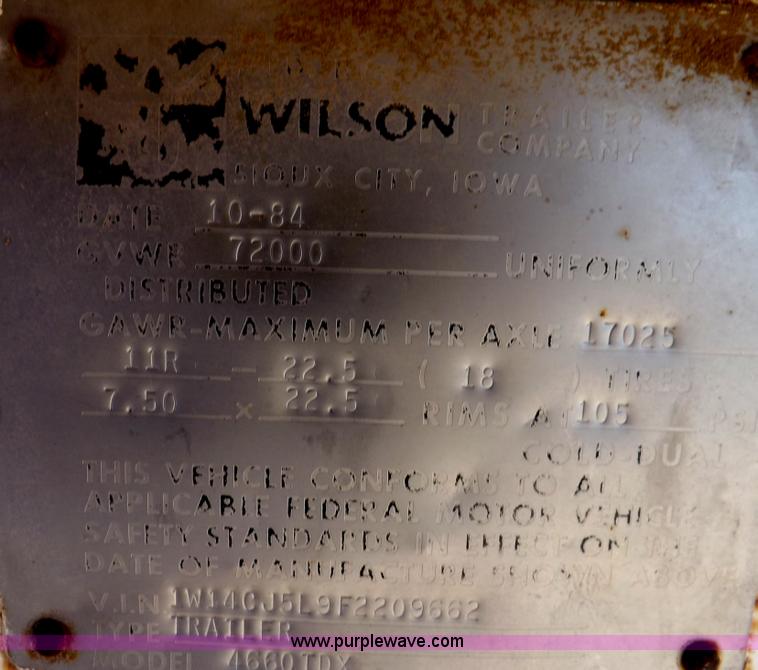 WILSON TRAILER
COMPANY
SIOUX CITY, IOWA
DATE 10-84
GVWR 72000 UNIFORMLY
DISTRIBUTED
GAWR-MAXIMUM PER AXLE 17025
11R - 22.5 ( 18 ) TIRES
7.50 x 22.5 RIMS AT 105 PSI
COLD DUAL
THIS VEHICLE CONFORMS TO ALL
APPLICABLE FEDERAL MOTOR VEHICLE
SAFETY STANDARDS IN EFFECT ON THE
DATE OF MANUFACTURE SHOWN ABOVE
V.I.N. 1W14CJ5L9F2209662
TYPE TRAILER
www.purplewave.com
MODEL 4660TDX